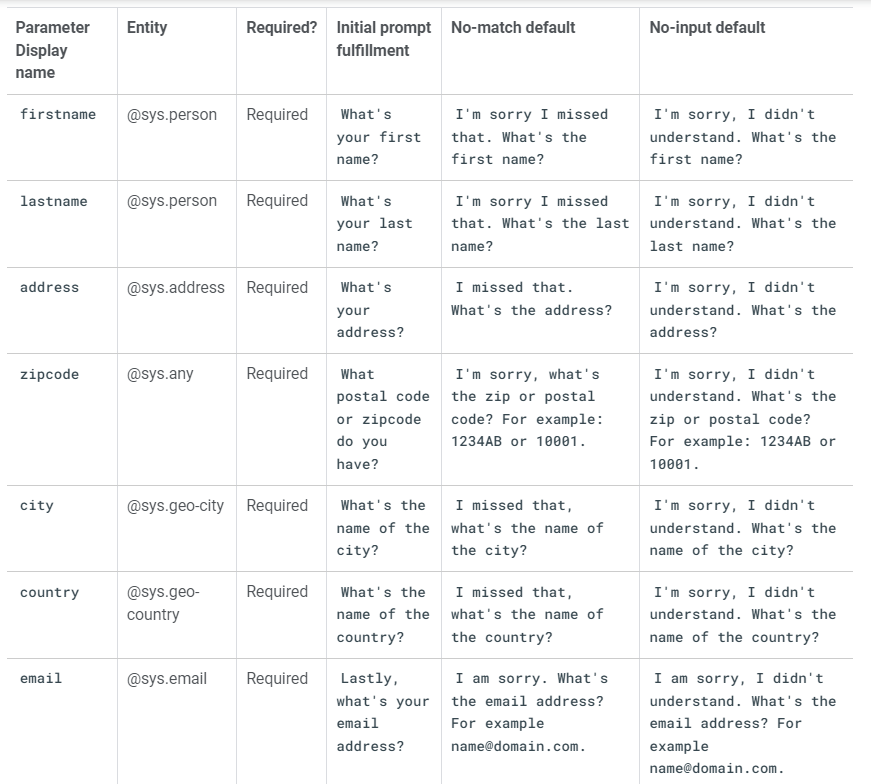 Parameter Display name | Entity | Required? | Initial prompt fulfillment | No-match default | No-input default
firstname | @sys.person | Required | What's your first name? | I'm sorry I missed that. What's the first name? | I'm sorry, I didn't understand. What's the first name?
lastname | @sys.person | Required | What's your last name? | I'm sorry I missed that. What's the last name? | I'm sorry, I didn't understand. What's the last name?
address | @sys.address | Required | What's your address? | I missed that. What's the address? | I'm sorry, I didn't understand. What's the address?
zipcode | @sys.any | Required | What postal code or zipcode do you have? | I'm sorry, what's the zip or postal code? For example: 1234AB or 10001. | I'm sorry, I didn't understand. What's the zip or postal code? For example: 1234AB or 10001.
city | @sys.geo-city | Required | What's the name of the city? | I missed that, what's the name of the city? | I'm sorry, I didn't understand. What's the name of the city?
country | @sys.geo-country | Required | What's the name of the country? | I missed that, what's the name of the country? | I'm sorry, I didn't understand. What's the name of the country?
email | @sys.email | Required | Lastly, what's your email address? | I am sorry. What's the email address? For example name@domain.com. | I am sorry, I didn't understand. What's the email address? For example name@domain.com.